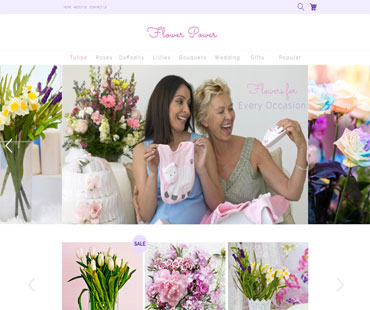 HOME ABOUT US CONTACT US
Flower Power
Tulips Roses Daffodils Lillies Bouquets Wedding Gifts Popular
Flowers for
Every Occasion
SALE